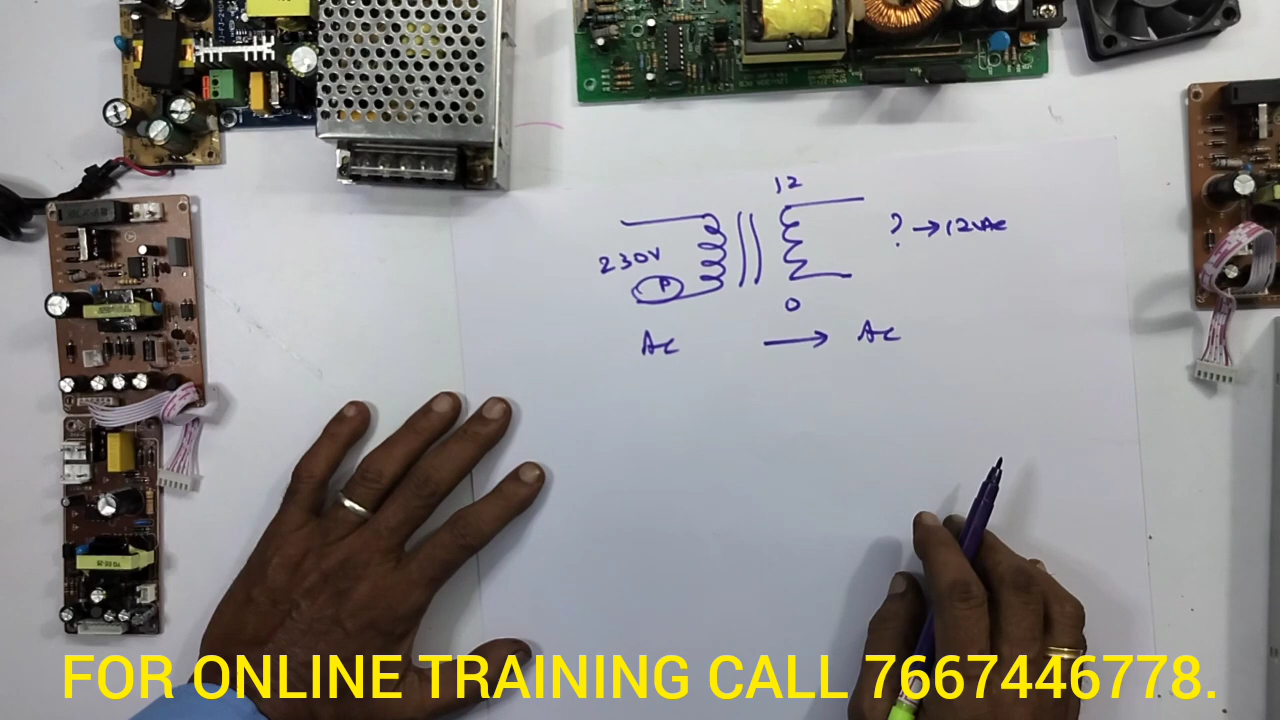 12
? → 12VAC
230V
P
0
AC → AC
FOR ONLINE TRAINING CALL 7667446778.